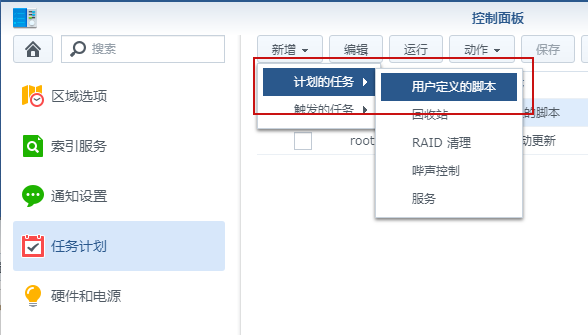 控制面板
搜索
新增 编辑 运行 动作 保存
区域选项
索引服务
通知设置
任务计划
硬件和电源
计划的任务
触发的任务
用户定义的脚本
回收站
RAID 清理
哔声控制
服务
的脚本
root
动更新